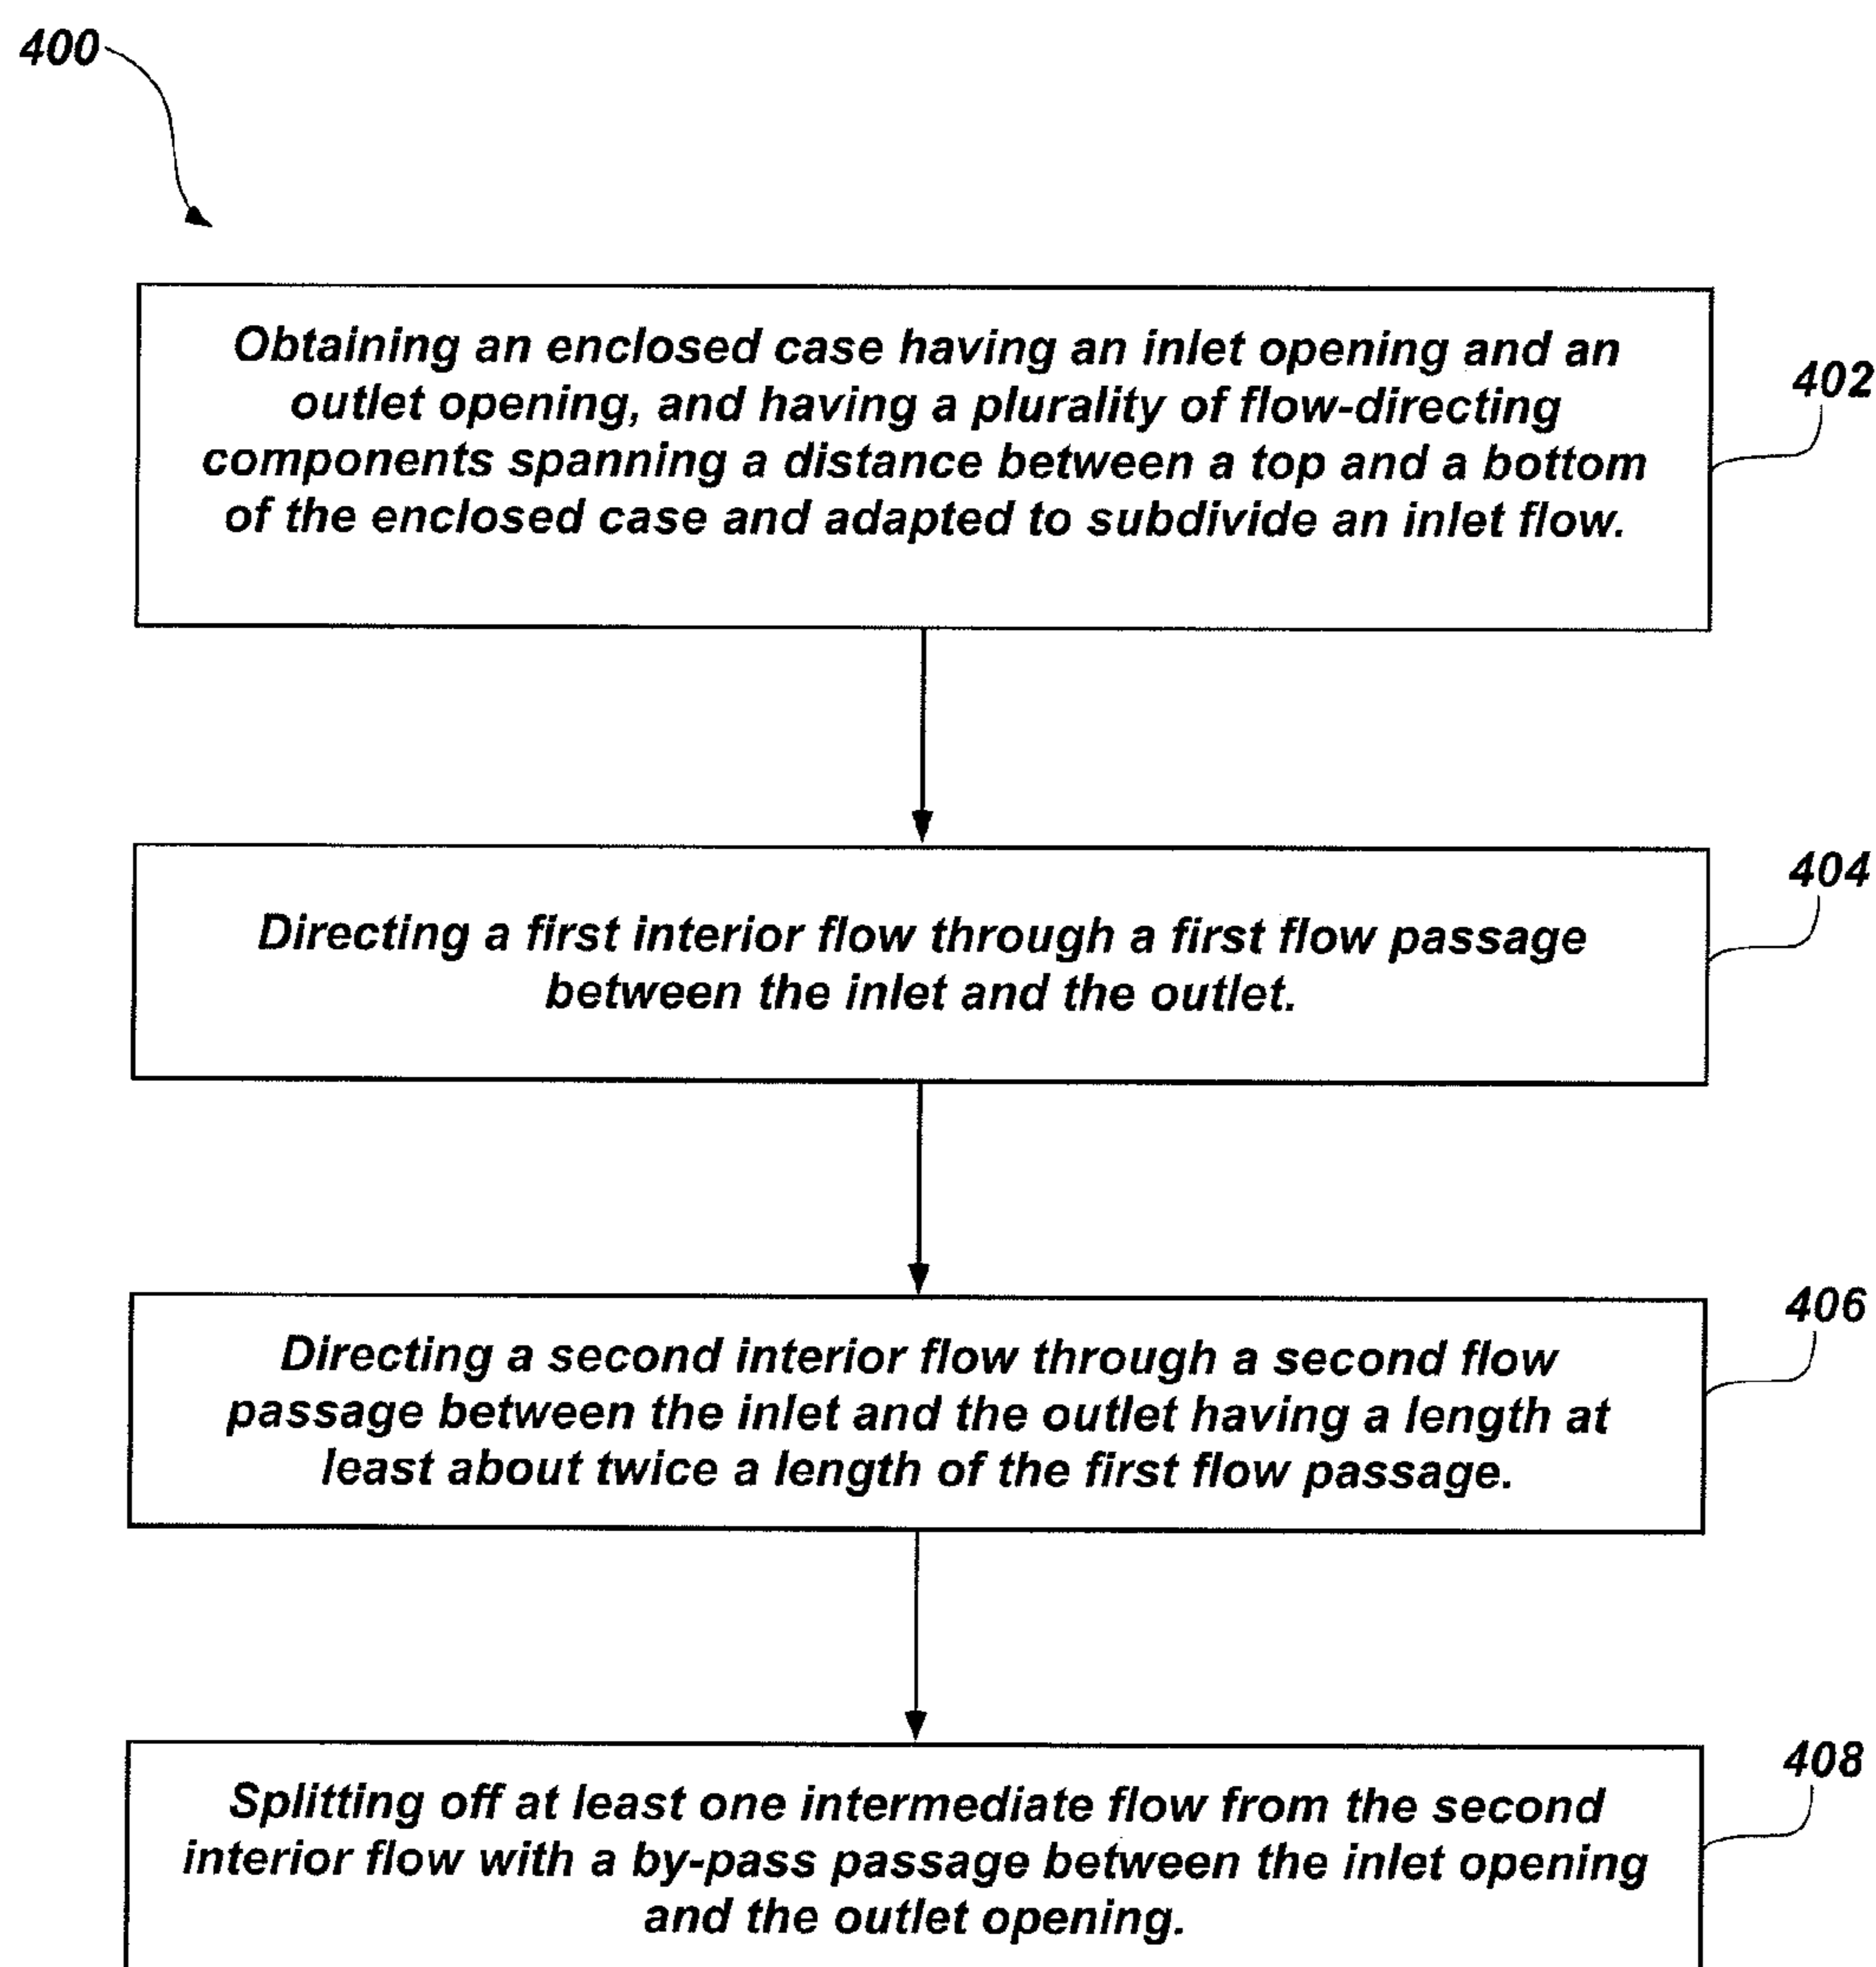 400
Obtaining an enclosed case having an inlet opening and an
outlet opening, and having a plurality of flow-directing
components spanning a distance between a top and a bottom
of the enclosed case and adapted to subdivide an inlet flow.
402
Directing a first interior flow through a first flow passage
between the inlet and the outlet.
404
Directing a second interior flow through a second flow
passage between the inlet and the outlet having a length at
least about twice a length of the first flow passage.
406
Splitting off at least one intermediate flow from the second
interior flow with a by-pass passage between the inlet opening
and the outlet opening.
408